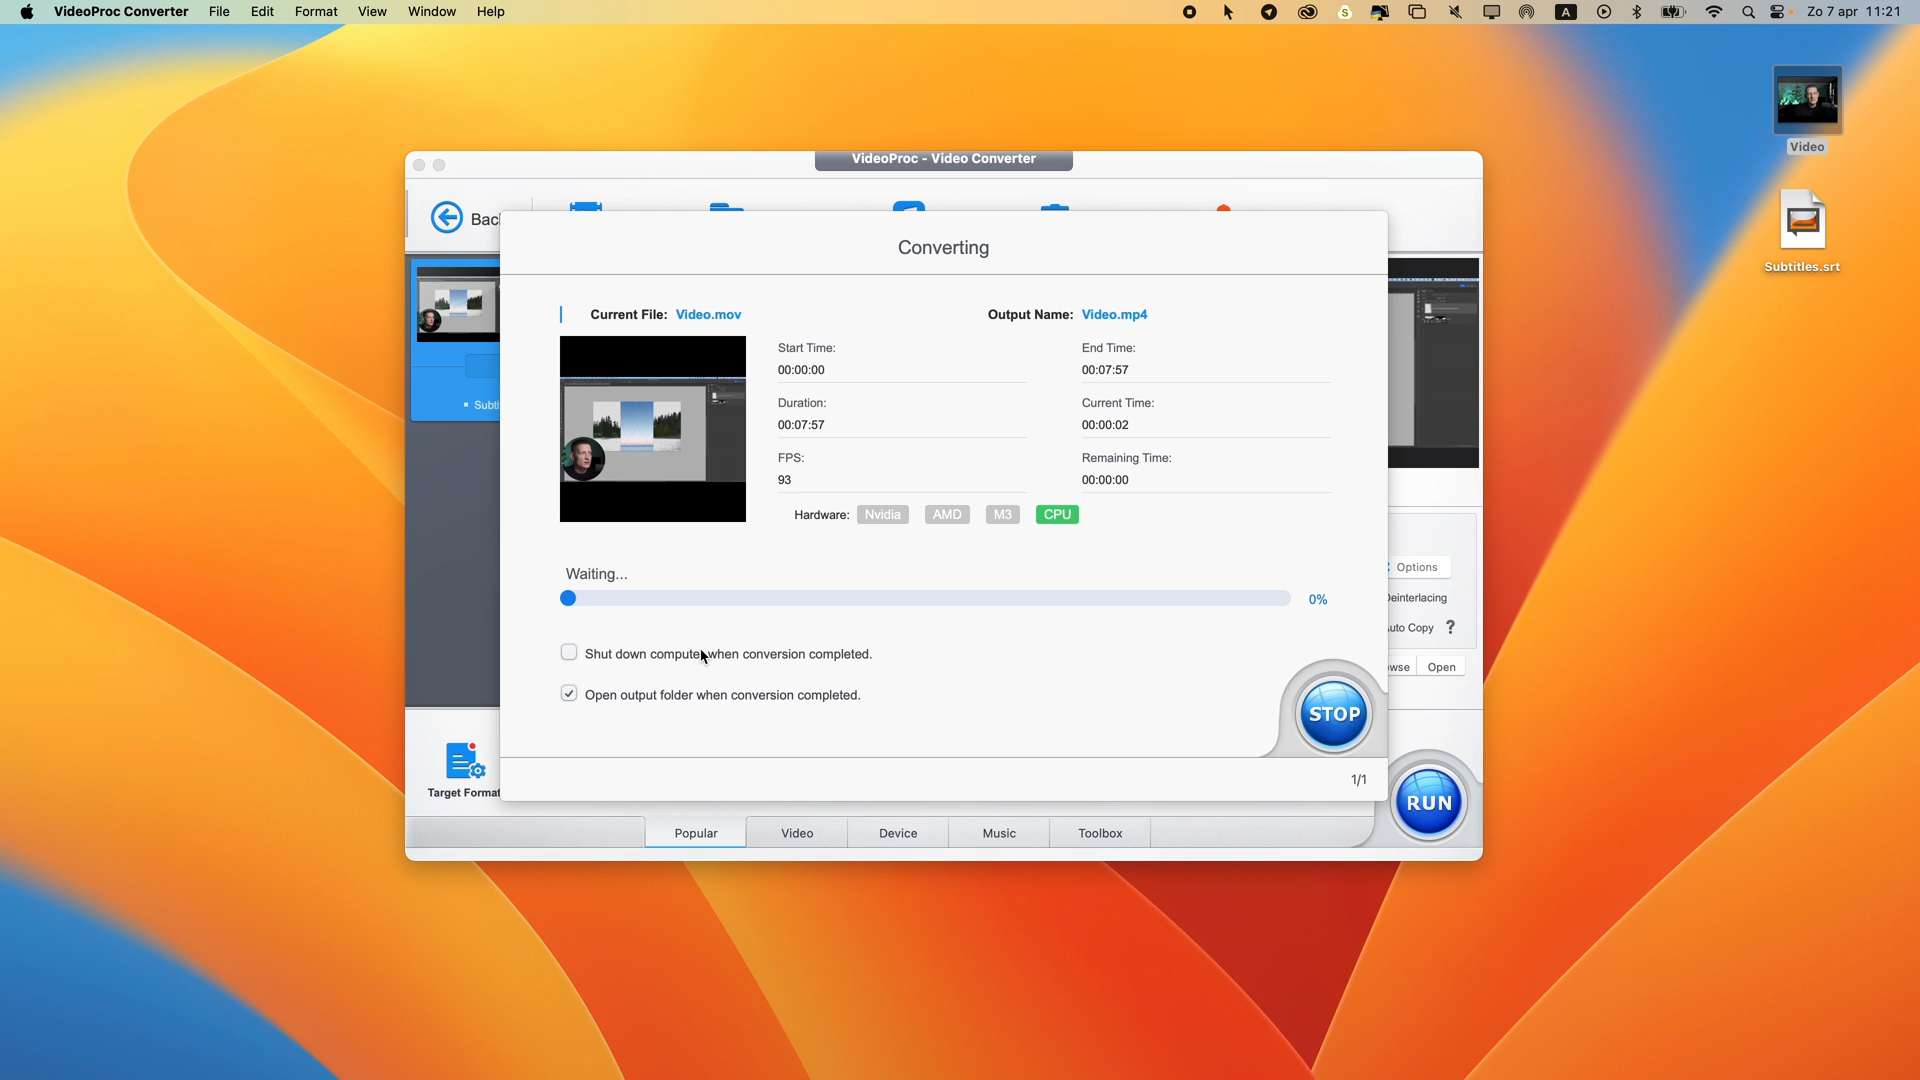 VideoProc Converter File Edit Format View Window Help
S A Zo 7 apr 11:21
Video
Subtitles.srt
VideoProc - Video Converter
Converting
Current File: Video.mov
Output Name: Video.mp4
Start Time:
00:00:00
End Time:
00:07:57
Duration:
00:07:57
Current Time:
00:00:02
FPS:
93
Remaining Time:
00:00:00
Hardware: Nvidia AMD M3 CPU
Waiting...
0%
Shut down computer when conversion completed.
Open output folder when conversion completed.
STOP
1/1
Options
Deinterlacing
Auto Copy ?
Open
Target Format
RUN
Popular Video Device Music Toolbox